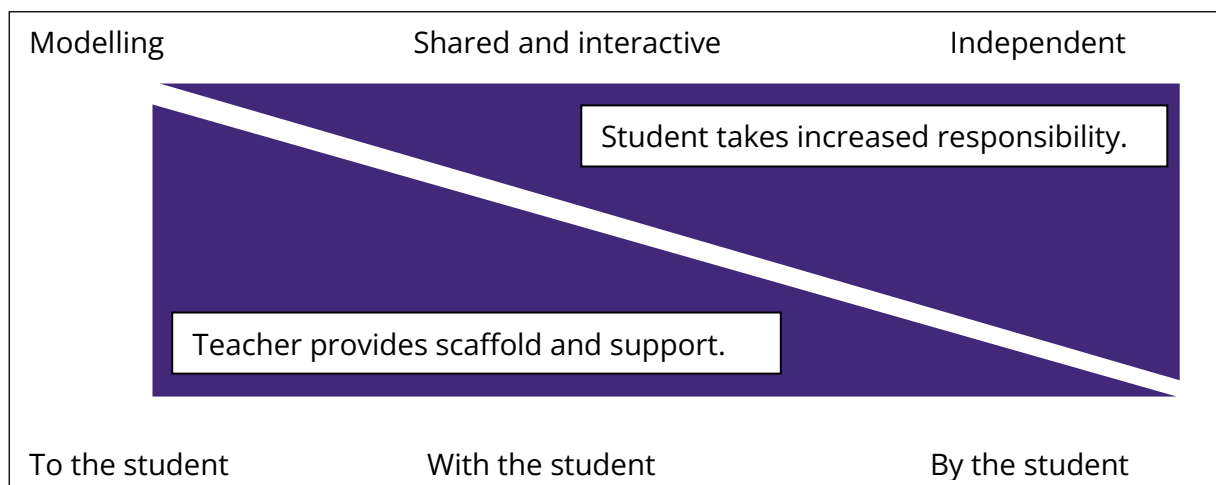 Modelling
Shared and interactive
Independent
Student takes increased responsibility.
Teacher provides scaffold and support.
To the student
With the student
By the student